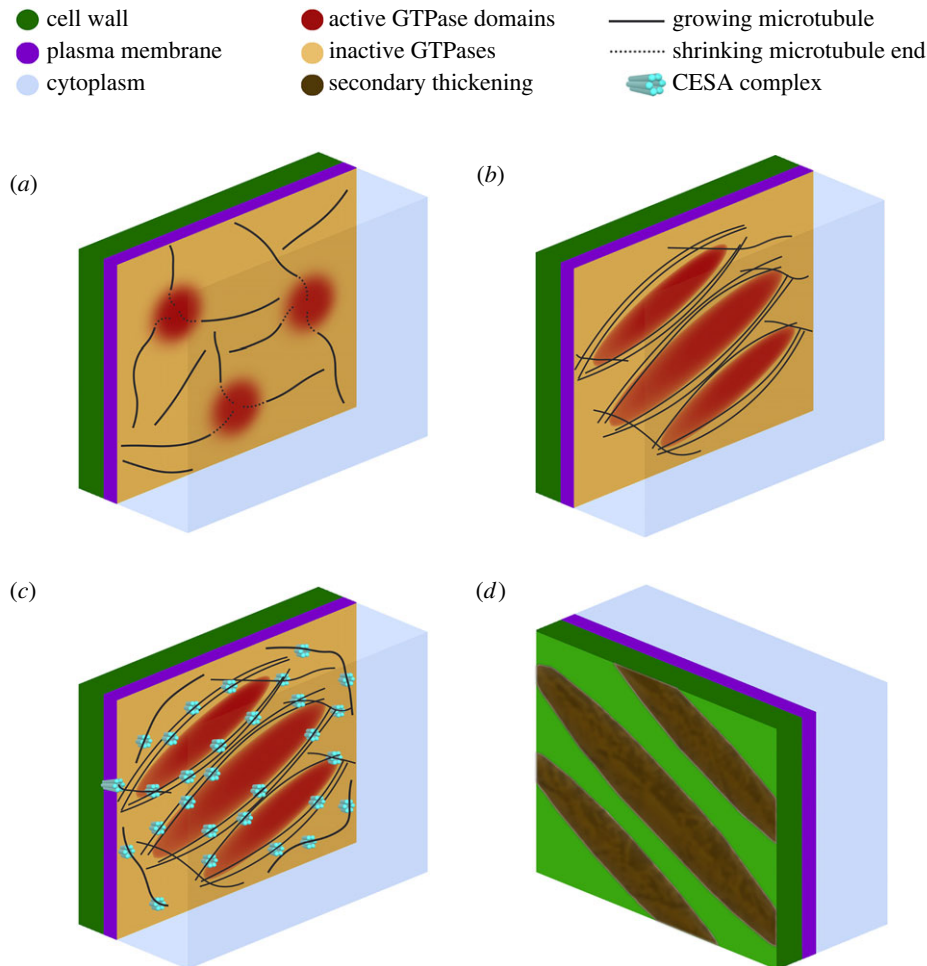 cell wall active GTPase domains growing microtubule
plasma membrane inactive GTPases shrinking microtubule end
cytoplasm secondary thickening CESA complex
(a) (b)
(c) (d)